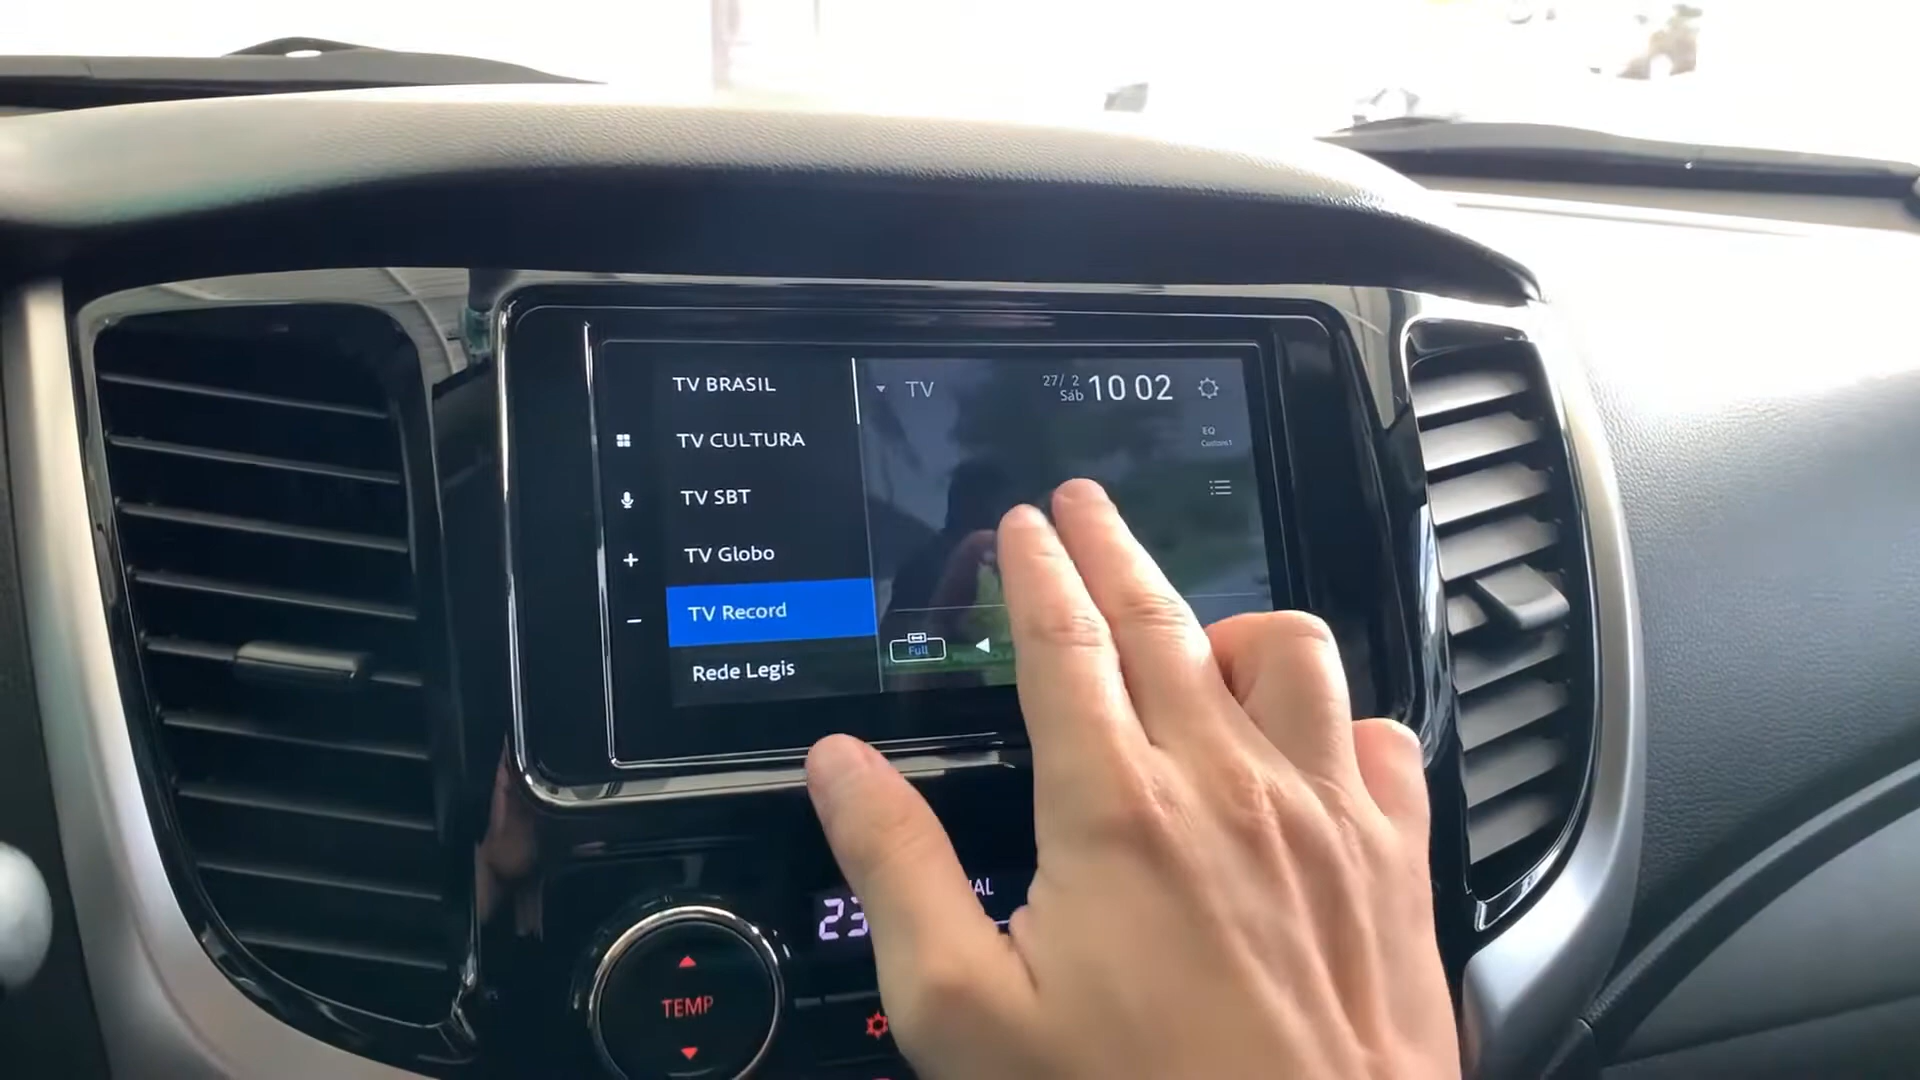 TV BRASIL
TV CULTURA
TV SBT
TV Globo
TV Record
Rede Legis
TV
27/ 2
Sáb
10 02
EQ
Custom1
Full
23
TEMP